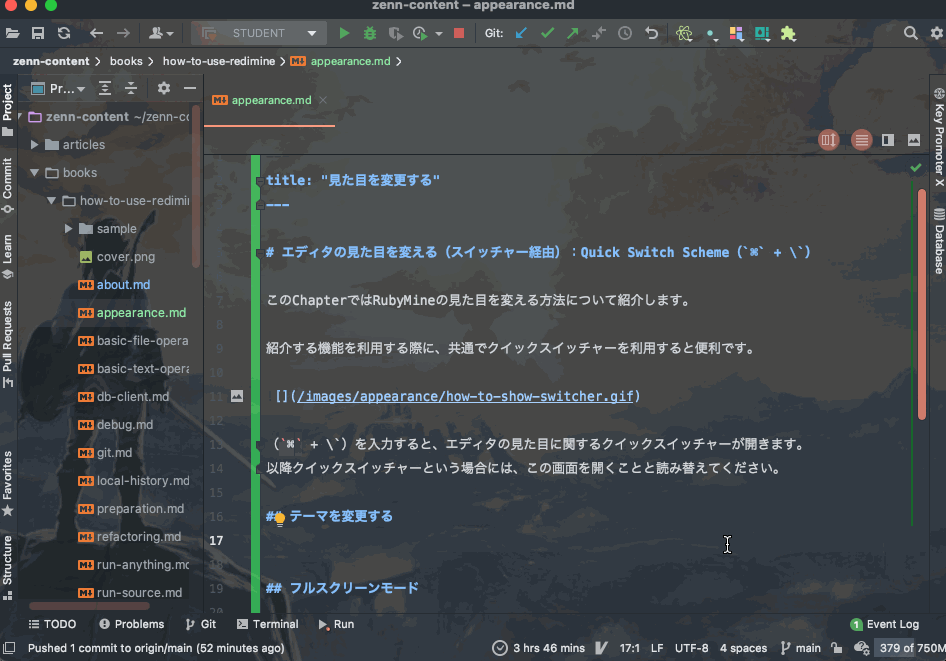 zenn-content – appearance.md
STUDENT
Git:
zenn-content
books
how-to-use-redimine
appearance.md
Project
Commit
Learn
Pull Requests
Favorites
Structure
Pr...
zenn-content ~/zenn-cc
articles
books
how-to-use-redimi
sample
cover.png
about.md
appearance.md
basic-file-opera
basic-text-opera
db-client.md
debug.md
git.md
local-history.md
preparation.md
refactoring.md
run-anything.mc
run-source.md
appearance.md
title: "見た目を変更する"
---
# エディタの見た目を変える（スイッチャー経由）：Quick Switch Scheme（`⌘` + \`）
このChapterではRubyMineの見た目を変える方法について紹介します。
8
9 紹介する機能を利用する際に、共通でクイックスイッチャーを利用すると便利です。
10
11 [](/images/appearance/how-to-show-switcher.gif)
12
13 （`⌘` + \`）を入力すると、エディタの見た目に関するクイックスイッチャーが開きます。
14 以降クイックスイッチャーという場合には、この画面を開くことと読み替えてください。
15
16 ## テーマを変更する
17
18
19 ## フルスクリーンモード
20
Key Promoter X
Database
TODO
Problems
Git
Terminal
Run
1 Event Log
Pushed 1 commit to origin/main (52 minutes ago)
3 hrs 46 mins
17:1
LF
UTF-8
4 spaces
main
379 of 750M